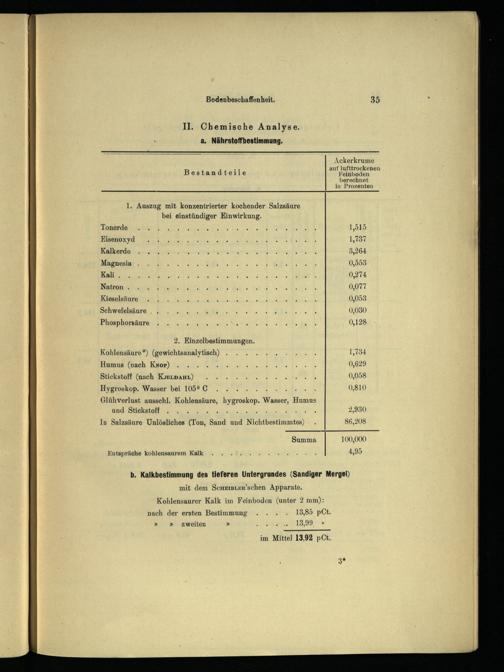 Bodenbeschaffenheit. 35
II. Chemische Analyse.
a. Nährstoffbestimmung.
Bestandteile
Ackerkrume
auf lufttrockenen
Feinboden
berechnet
in Prozenten
1. Auszug mit konzentrierter kochender Salzsäure
bei einstündiger Einwirkung.
Tonerde . . . . . . . . . . . . . . . . . 1,515
Eisenoxyd . . . . . . . . . . . . . . . . 1,737
Kalkerde . . . . . . . . . . . . . . . . . 3,264
Magnesia . . . . . . . . . . . . . . . . . 0,553
Kali . . . . . . . . . . . . . . . . . . . 0,274
Natron . . . . . . . . . . . . . . . . . . 0,077
Kieselsäure . . . . . . . . . . . . . . . . 0,053
Schwefelsäure . . . . . . . . . . . . . . . 0,030
Phosphorsäure . . . . . . . . . . . . . . . 0,128
2. Einzelbestimmungen.
Kohlensäure*) (gewichtsanalytisch) . . . . . . . . . 1,734
Humus (nach Knop) . . . . . . . . . . . . . 0,629
Stickstoff (nach Kjeldahl) . . . . . . . . . . . 0,058
Hygroskop. Wasser bei 105° C . . . . . . . . . . 0,810
Glühverlust ausschl. Kohlensäure, hygroskop. Wasser, Humus
und Stickstoff . . . . . . . . . . . . . . 2,930
In Salzsäure Unlösliches (Ton, Sand und Nichtbestimmtes) . 86,208
Summa 100,000
Entspräche kohlensaurem Kalk . . . . . . . . . . . 4,95
b. Kalkbestimmung des tieferen Untergrundes (Sandiger Mergel)
mit dem Scheibler'schen Apparate.
Kohlensaurer Kalk im Feinboden (unter 2 mm):
nach der ersten Bestimmung . . . . 13,85 pCt.
» » zweiten » . . . . 13,99 »
im Mittel 13,92 pCt.
3*